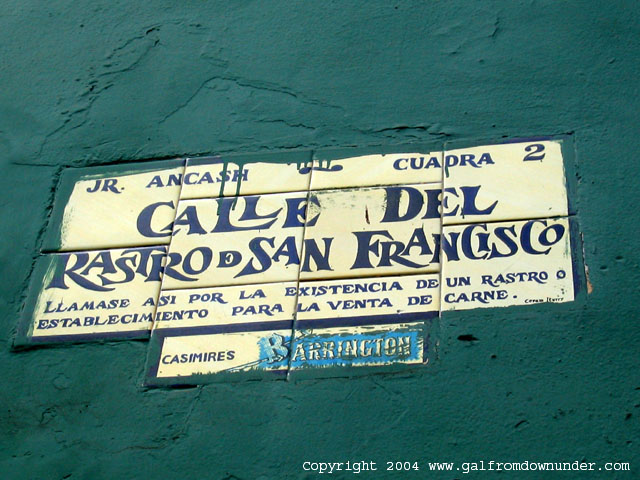 JR. ANCASH CUADRA 2
CALLE DEL
RASTRO D SAN FRANCISCO
LLAMASE ASI POR LA EXISTENCIA DE UN RASTRO O
ESTABLECIMIENTO PARA LA VENTA DE CARNE.
CASIMIRES BARRINGTON
Copyright 2004 www.galfromdownunder.com